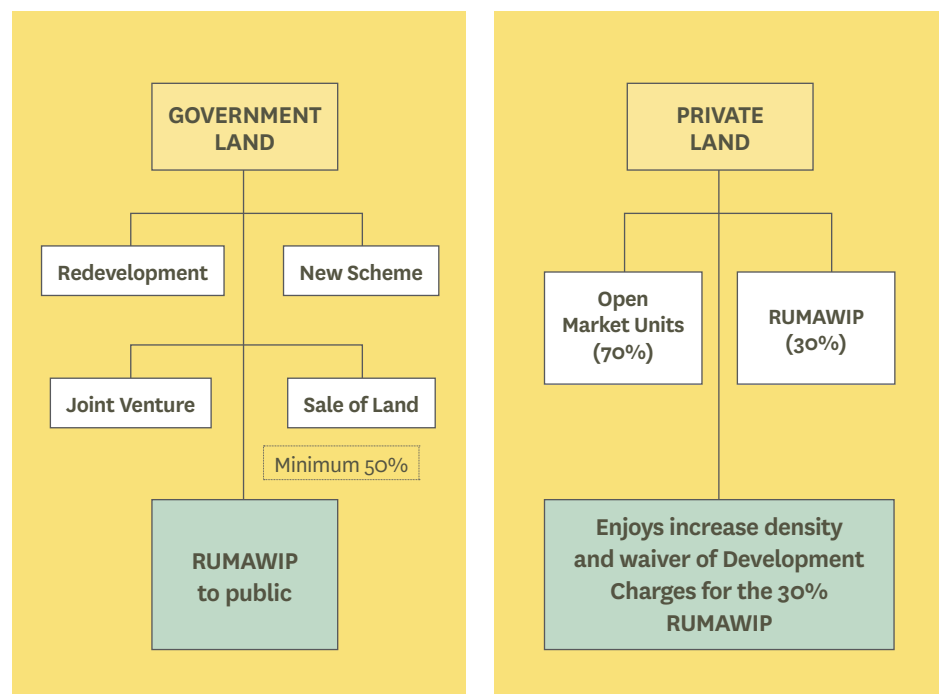 GOVERNMENT
LAND
Redevelopment
New Scheme
Joint Venture
Sale of Land
Minimum 50%
RUMAWIP
to public
PRIVATE
LAND
Open
Market Units
(70%)
RUMAWIP
(30%)
Enjoys increase density
and waiver of Development
Charges for the 30%
RUMAWIP